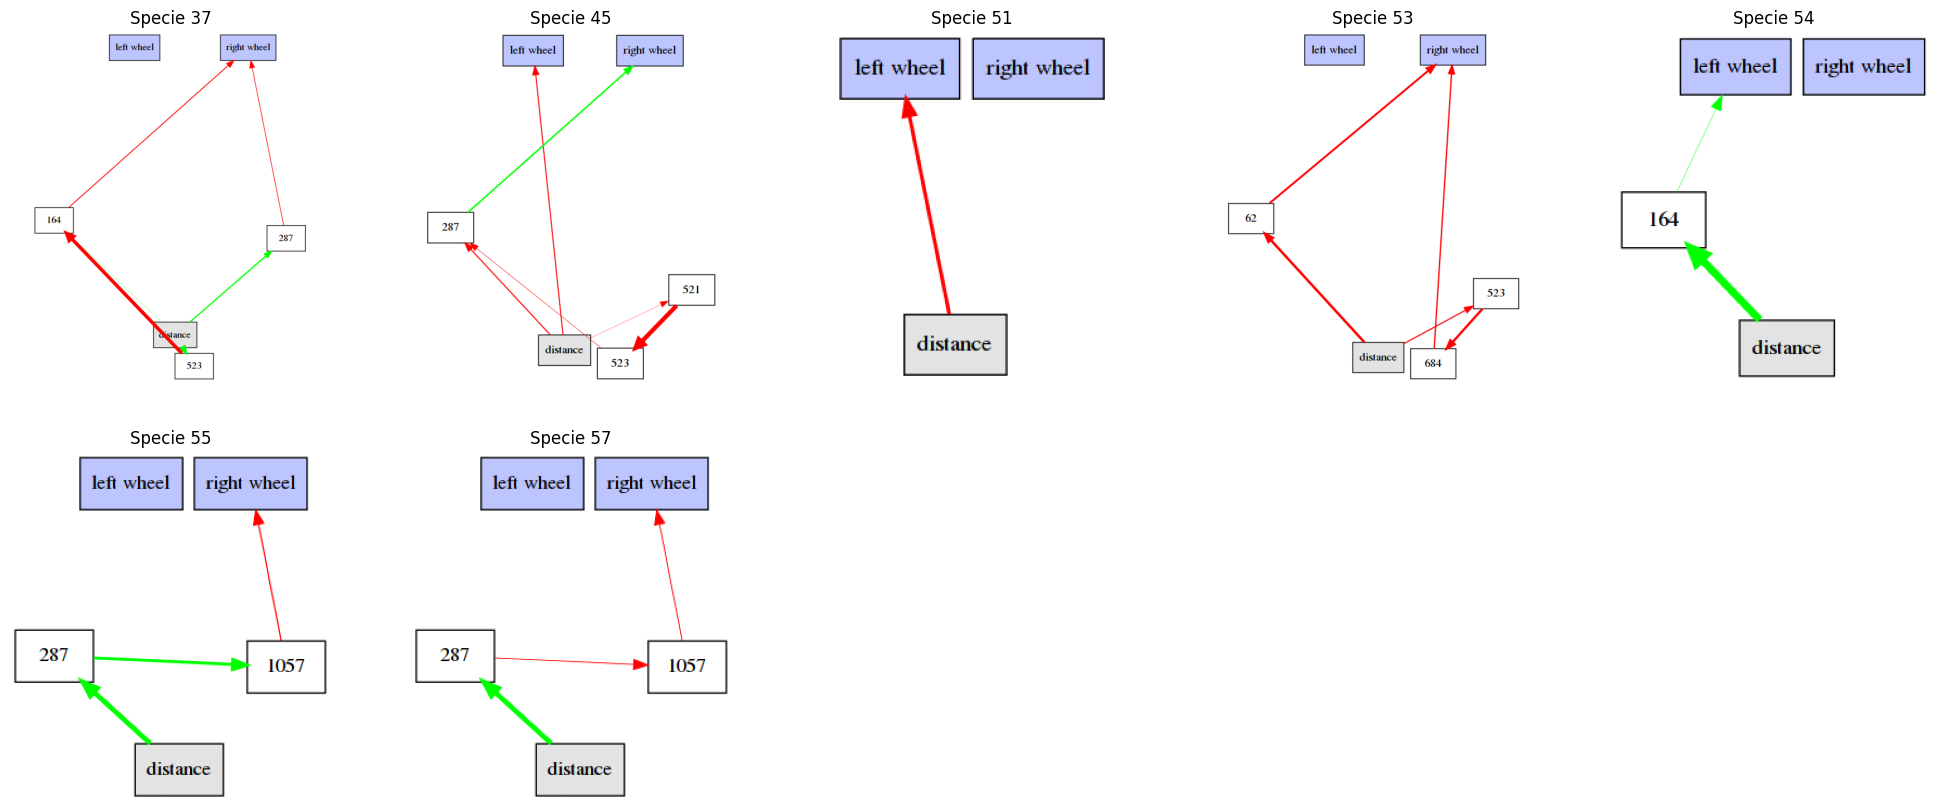 Specie 37
left wheel
right wheel
164
287
distance
523
Specie 45
left wheel
right wheel
287
521
distance
523
Specie 51
left wheel
right wheel
distance
Specie 53
left wheel
right wheel
62
523
distance
684
Specie 54
left wheel
right wheel
164
distance
Specie 55
left wheel
right wheel
287
1057
distance
Specie 57
left wheel
right wheel
287
1057
distance